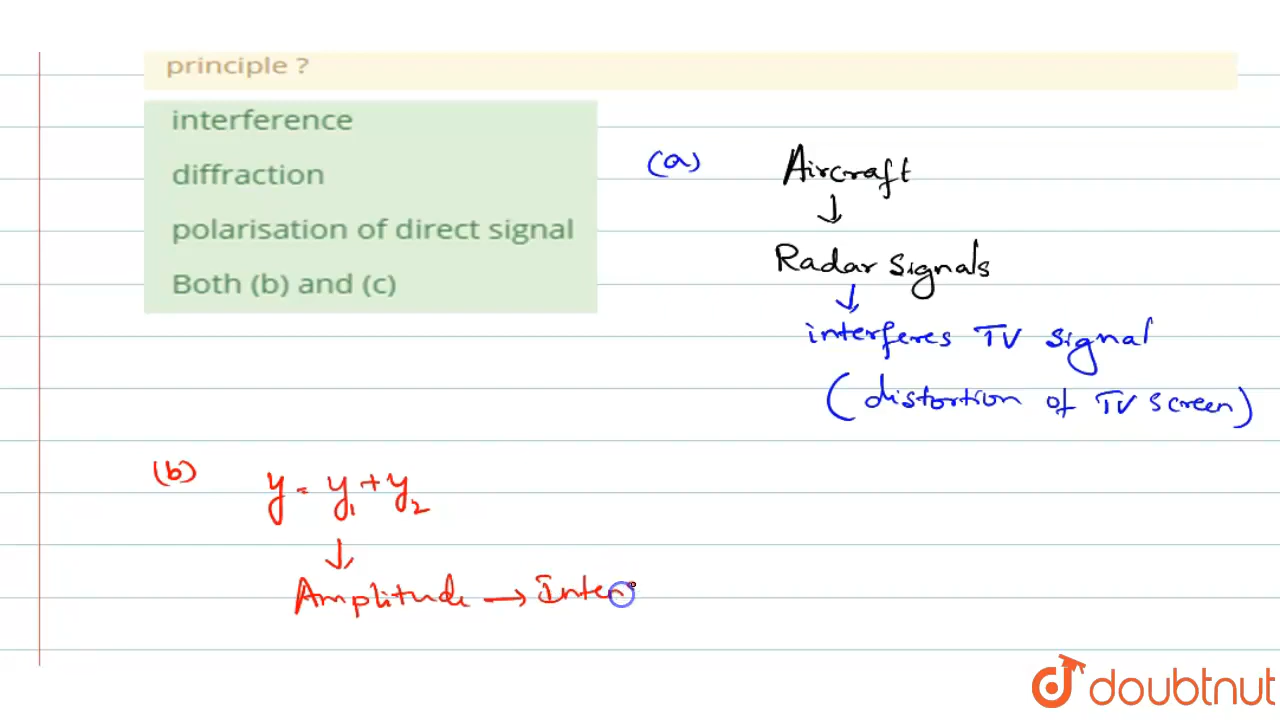 principle ?
interference
diffraction
polarisation of direct signal
Both (b) and (c)
(a) Aircraft
↓
Radar signals
↓
interferes TV signal
(distortion of TV screen)
(b) y = y₁ + y₂
↓
Amplitude → Inten
doubtnut